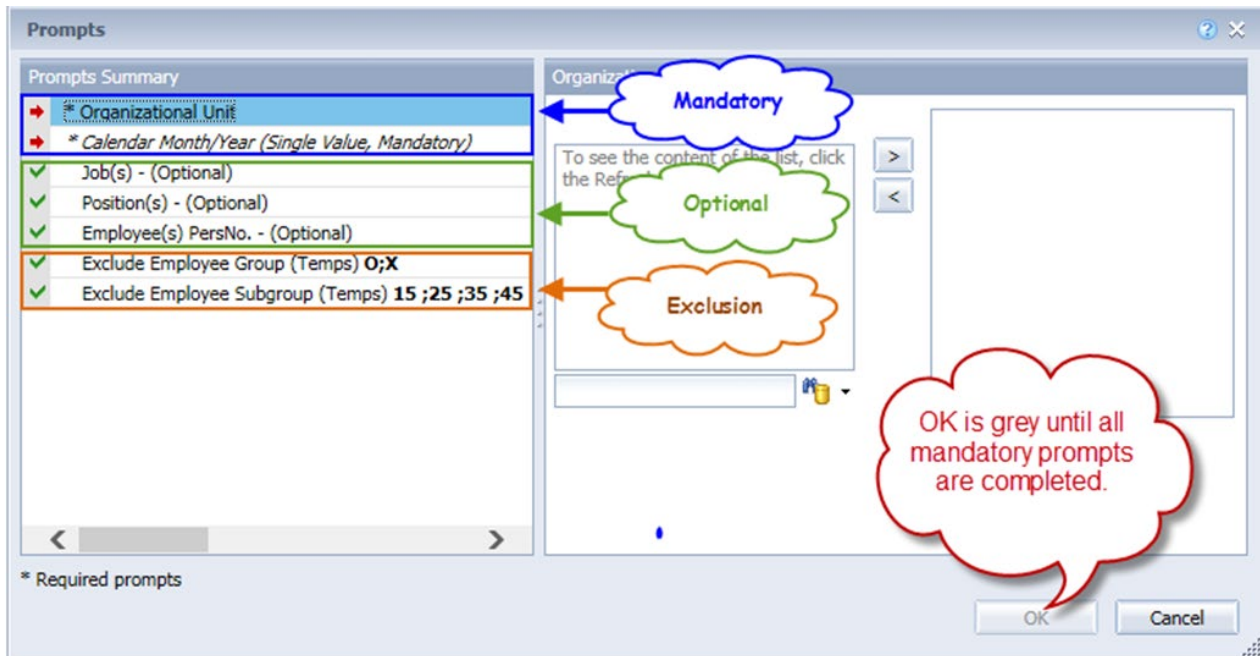 Prompts
Prompts Summary
* Organizational Unit
* Calendar Month/Year (Single Value, Mandatory)
Job(s) - (Optional)
Position(s) - (Optional)
Employee(s) PersNo. - (Optional)
Exclude Employee Group (Temps) O;X
Exclude Employee Subgroup (Temps) 15 ;25 ;35 ;45
* Required prompts
Mandatory
To see the content of the list, click
the
Optional
Exclusion
>
<
OK is grey until all
mandatory prompts
are completed.
OK
Cancel